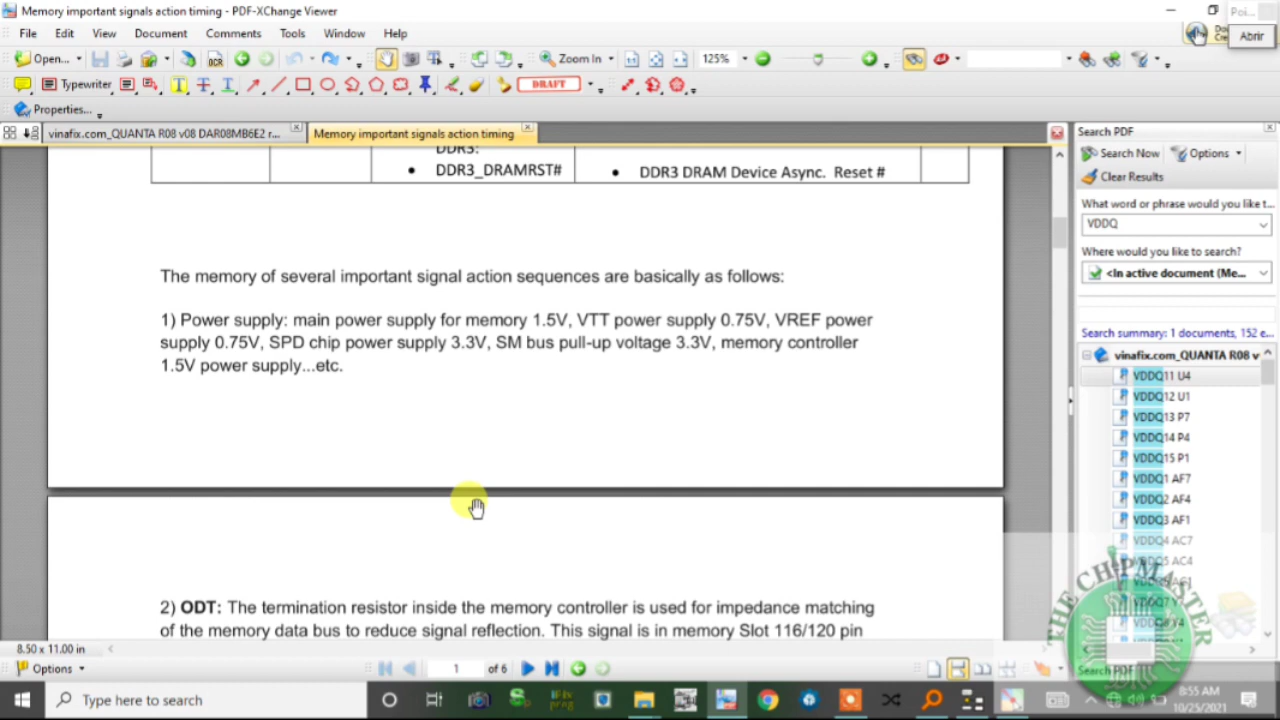 Memory important signals action timing - PDF-XChange Viewer
Poi...
File Edit View Document Comments Tools Window Help
Abrir
Open... OCR Zoom In 125%
Typewriter DRAFT
Properties...
vinafix.com_QUANTA R08 v08 DAR08MB6E2 r... Memory important signals action timing
Search PDF
Search Now Options
Clear Results
What word or phrase would you like t...
VDDQ
Where would you like to search?
<In active document (Me...
Search summary: 1 documents, 152 e...
vinafix.com_QUANTA R08 v
VDDQ11 U4
VDDQ12 U1
VDDQ13 P7
VDDQ14 P4
VDDQ15 P1
VDDQ1 AF7
VDDQ2 AF4
VDDQ3 AF1
VDDQ4 AC7
VDDQ5 AC4
DDR3:
• DDR3_DRAMRST# • DDR3 DRAM Device Async. Reset #
The memory of several important signal action sequences are basically as follows:
1) Power supply: main power supply for memory 1.5V, VTT power supply 0.75V, VREF power
supply 0.75V, SPD chip power supply 3.3V, SM bus pull-up voltage 3.3V, memory controller
1.5V power supply...etc.
2) ODT: The termination resistor inside the memory controller is used for impedance matching
of the memory data bus to reduce signal reflection. This signal is in memory Slot 116/120 pin
THE CHIPMASTER
8.50 x 11.00 in
Options 1 of 6
Search PDF
Type here to search
8:55 AM
10/25/2021